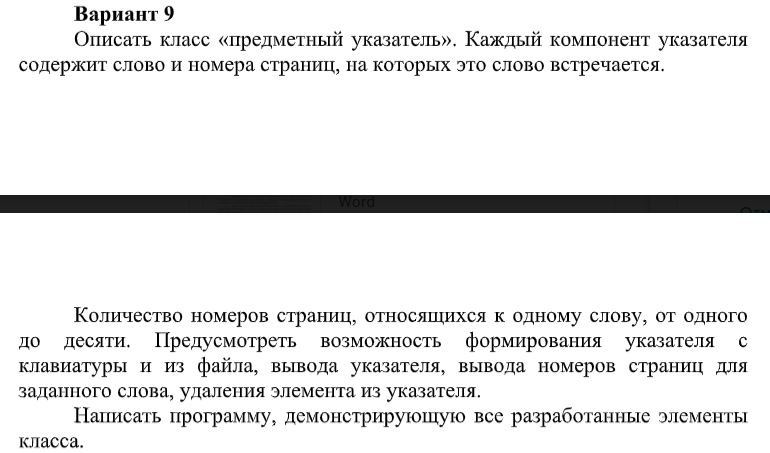 Вариант 9
Описать класс «предметный указатель». Каждый компонент указателя
содержит слово и номера страниц, на которых это слово встречается.
Word
Количество номеров страниц, относящихся к одному слову, от одного
до десяти. Предусмотреть возможность формирования указателя с
клавиатуры и из файла, вывода указателя, вывода номеров страниц для
заданного слова, удаления элемента из указателя.
Написать программу, демонстрирующую все разработанные элементы
класса.